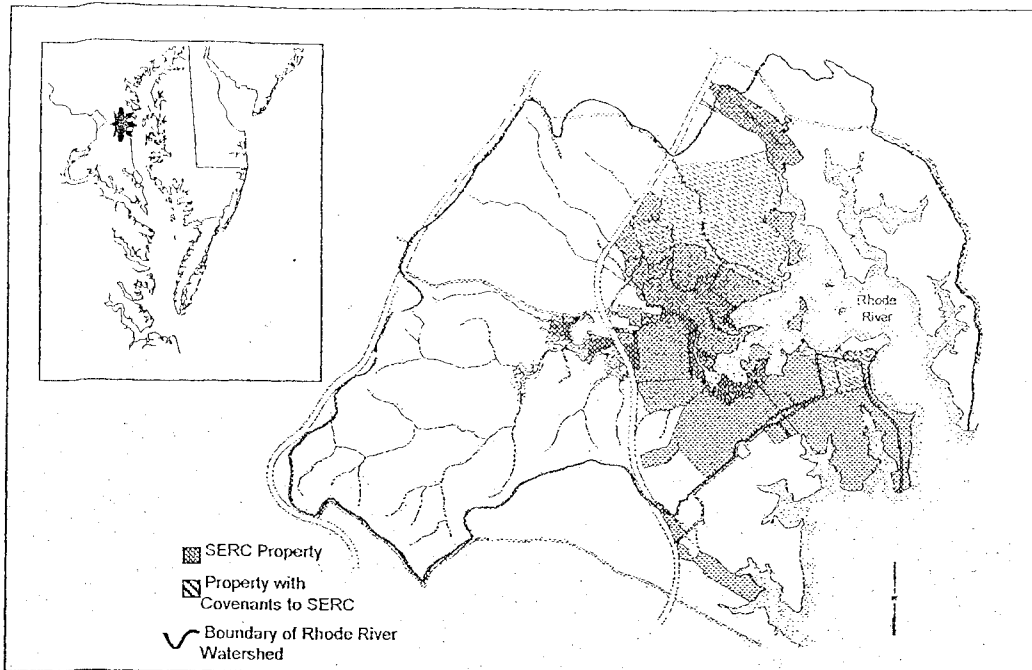 Rhode
River
SERC Property
Property with
Covenants to SERC
Boundary of Rhode River
Watershed